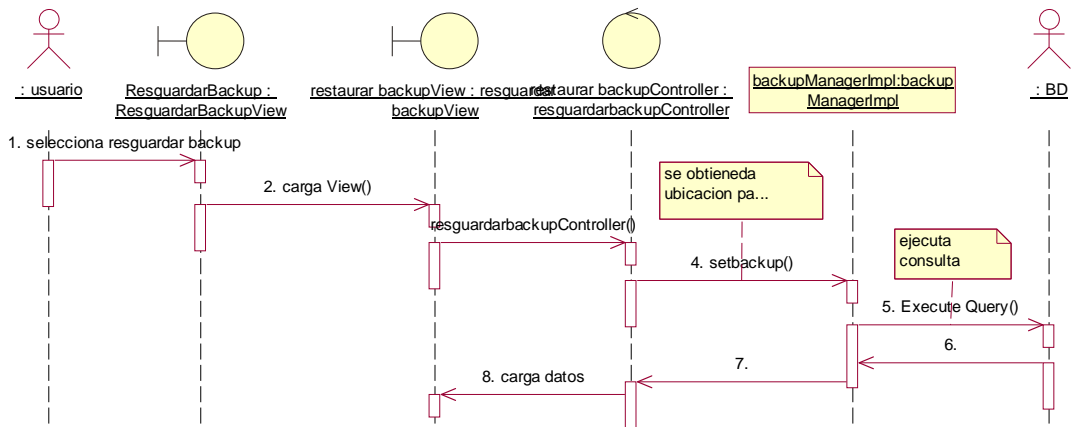 : usuario
ResguardarBackup :
ResguardarBackupView
restaurar backupView : resguardar
backupView
restaurar backupController :
resguardarbackupController
backupManagerImpl:backup
ManagerImpl
: BD
1. selecciona resguardar backup
2. carga View()
resguardarbackupController()
se obtieneda
ubicacion pa...
4. setbackup()
ejecuta
consulta
5. Execute Query()
6.
7.
8. carga datos